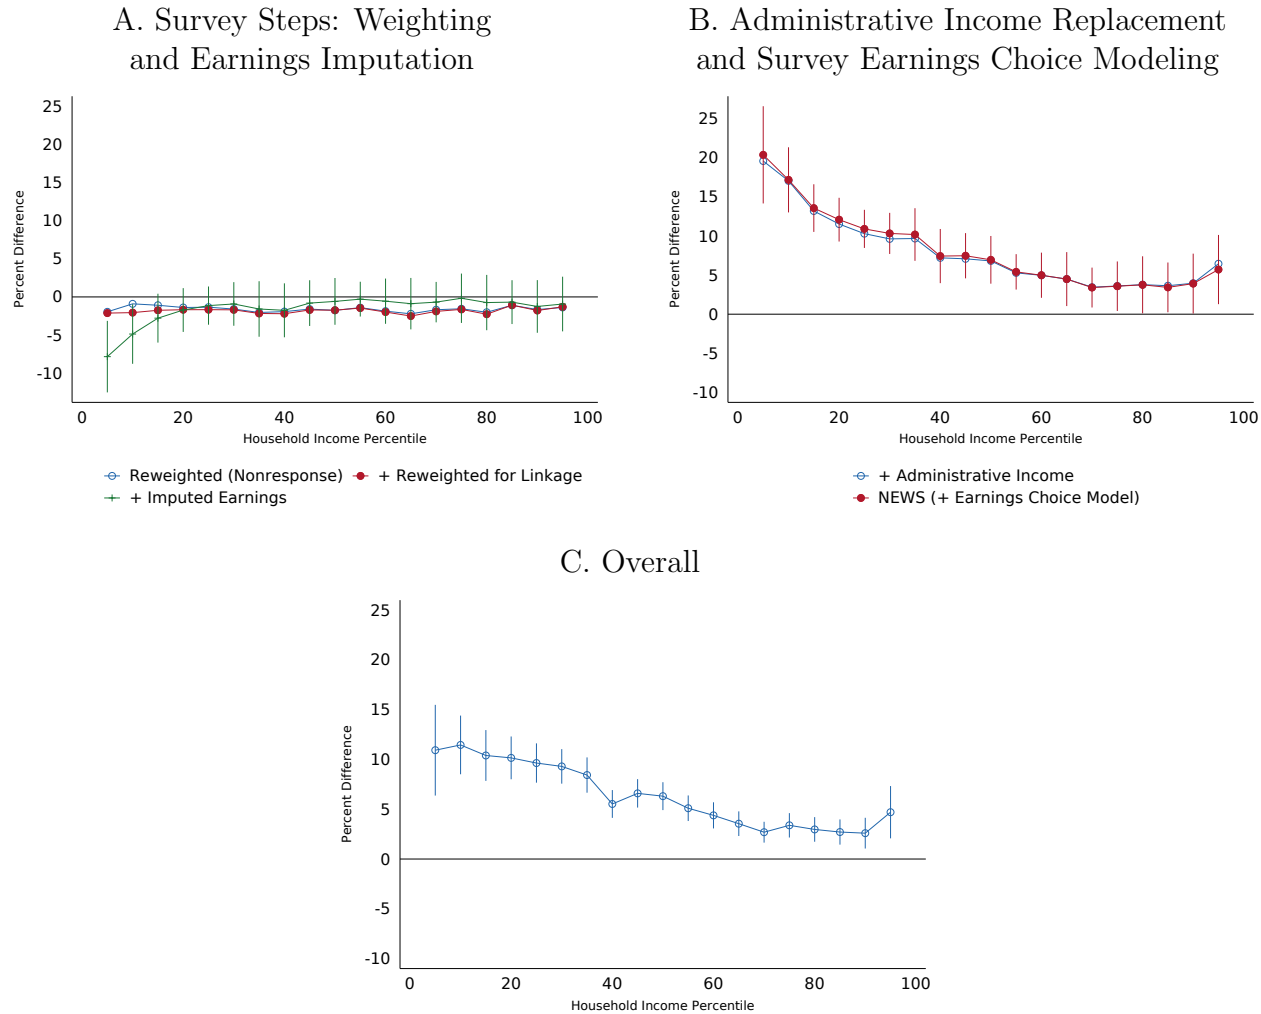 A. Survey Steps: Weighting
and Earnings Imputation
25
20
15
10
5
0
-5
-10
Percent Difference
0 20 40 60 80 100
Household Income Percentile
Reweighted (Nonresponse) + Reweighted for Linkage
+ Imputed Earnings
B. Administrative Income Replacement
and Survey Earnings Choice Modeling
25
20
15
10
5
0
-5
-10
Percent Difference
0 20 40 60 80 100
Household Income Percentile
+ Administrative Income
NEWS (+ Earnings Choice Model)
C. Overall
25
20
15
10
5
0
-5
-10
Percent Difference
0 20 40 60 80 100
Household Income Percentile